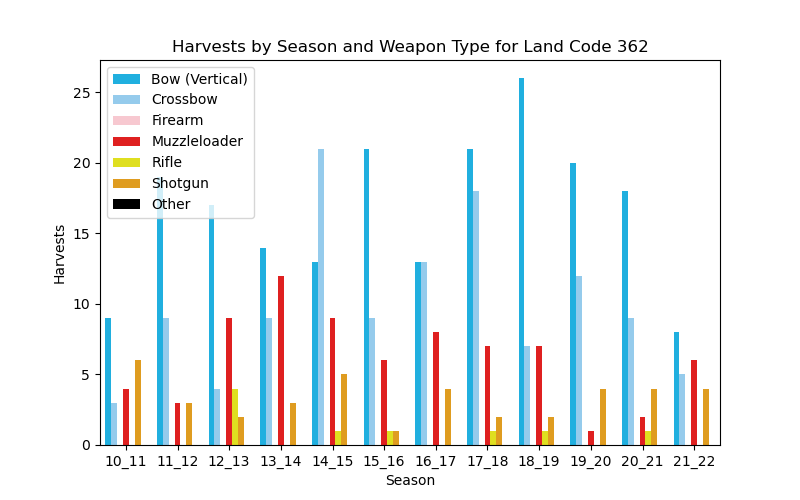 Harvests by Season and Weapon Type for Land Code 362
Bow (Vertical)
Crossbow
Firearm
Muzzleloader
Rifle
Shotgun
Other
25
20
15
10
5
0
Harvests
10_11 11_12 12_13 13_14 14_15 15_16 16_17 17_18 18_19 19_20 20_21 21_22
Season